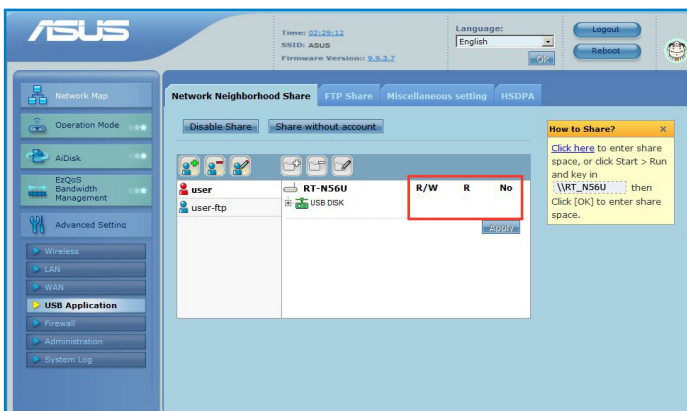 ASUS
Time: 02:29:12
SSID: ASUS
Firmware Version:: 9.9.3.7
Language:
English
OK
Logout
Reboot
Network Map
Operation Mode
AiDisk
EzQoS
Bandwidth
Management
Advanced Setting
Wireless
LAN
WAN
USB Application
Firewall
Administration
System Log
Network Neighborhood Share
FTP Share
Miscellaneous setting
HSDPA
Disable Share
Share without account
user
user-ftp
RT-N56U
USB DISK
R/W R No
Apply
How to Share? ×
Click here to enter share
space, or click Start > Run
and key in
\\RT_N56U then
Click [OK] to enter share
space.